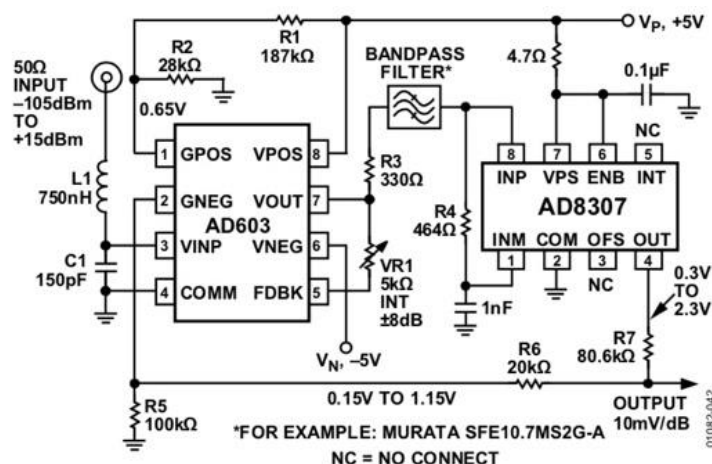 VP, +5V
R1
187kΩ
R2
28kΩ
50Ω
INPUT
–105dBm
TO
+15dBm
0.65V
BANDPASS
FILTER*
4.7Ω
0.1µF
NC
L1
750nH
C1
150pF
1 GPOS VPOS 8
2 GNEG VOUT 7
AD603
3 VINP VNEG 6
4 COMM FDBK 5
R3
330Ω
VR1
5kΩ
INT
±8dB
VN, –5V
R4
464Ω
1nF
8 7 6 5
INP VPS ENB INT
AD8307
INM COM OFS OUT
1 2 3 4
NC
0.3V
TO
2.3V
R7
80.6kΩ
R6
20kΩ
0.15V TO 1.15V
R5
100kΩ
OUTPUT
10mV/dB
*FOR EXAMPLE: MURATA SFE10.7MS2G-A
NC = NO CONNECT
01082-042